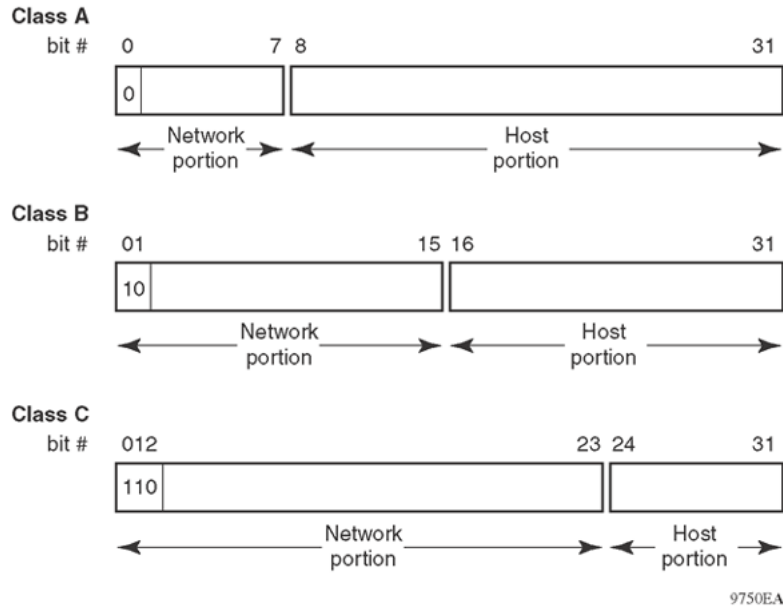 Class A
bit # 0 7 8 31
0
Network portion Host portion
Class B
bit # 01 15 16 31
10
Network portion Host portion
Class C
bit # 012 23 24 31
110
Network portion Host portion
9750EA